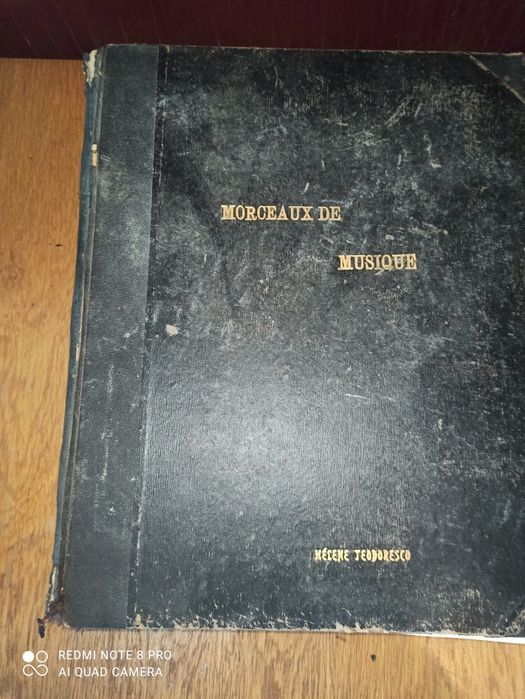 MORCEAUX DE
MUSIQUE
HÉLÈNE TEODORESCO
REDMI NOTE 8 PRO
AI QUAD CAMERA